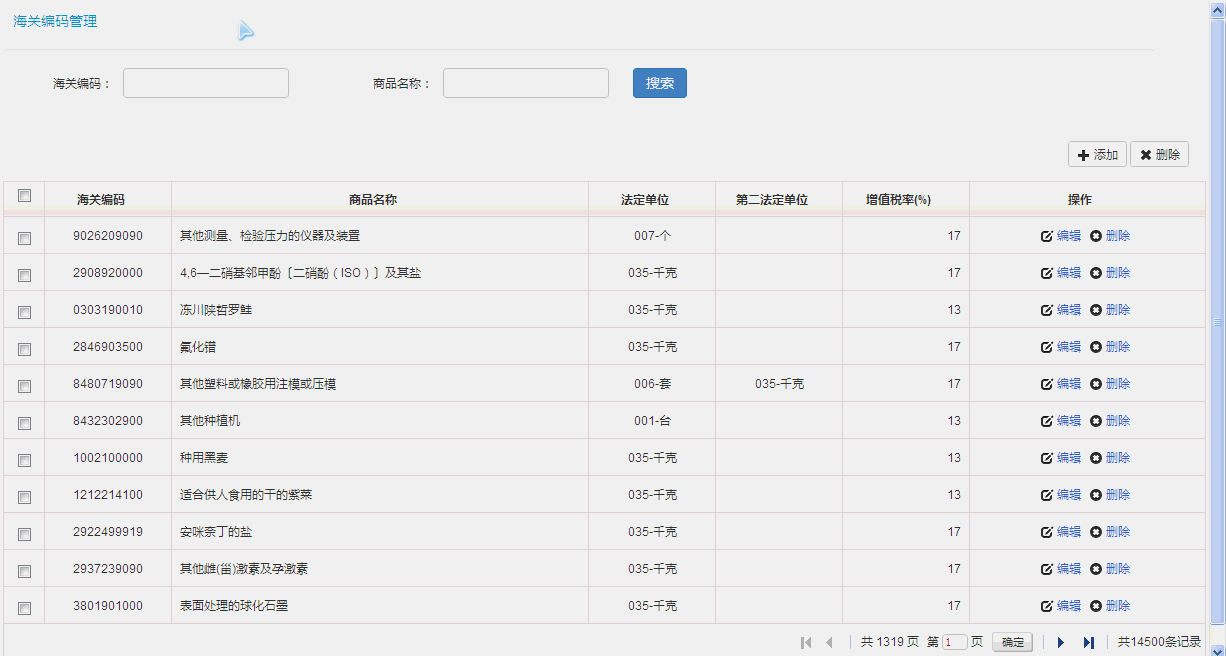 海关编码管理
海关编码： 商品名称： 搜索
添加 删除
海关编码 商品名称 法定单位 第二法定单位 增值税率(%) 操作
9026209090 其他测量、检验压力的仪器及装置 007-个 17 编辑 删除
2908920000 4,6—二硝基邻甲酚〔二硝酚（ISO）〕及其盐 035-千克 17 编辑 删除
0303190010 冻川陕哲罗鲑 035-千克 13 编辑 删除
2846903500 氟化镨 035-千克 17 编辑 删除
8480719090 其他塑料或橡胶用注模或压模 006-套 035-千克 17 编辑 删除
8432302900 其他种植机 001-台 13 编辑 删除
1002100000 种用黑麦 035-千克 13 编辑 删除
1212214100 适合供人食用的干的紫菜 035-千克 13 编辑 删除
2922499919 安咪奈丁的盐 035-千克 17 编辑 删除
2937239090 其他雌(甾)激素及孕激素 035-千克 17 编辑 删除
3801901000 表面处理的球化石墨 035-千克 17 编辑 删除
共 1319 页 第 1 页 确定 共14500条记录